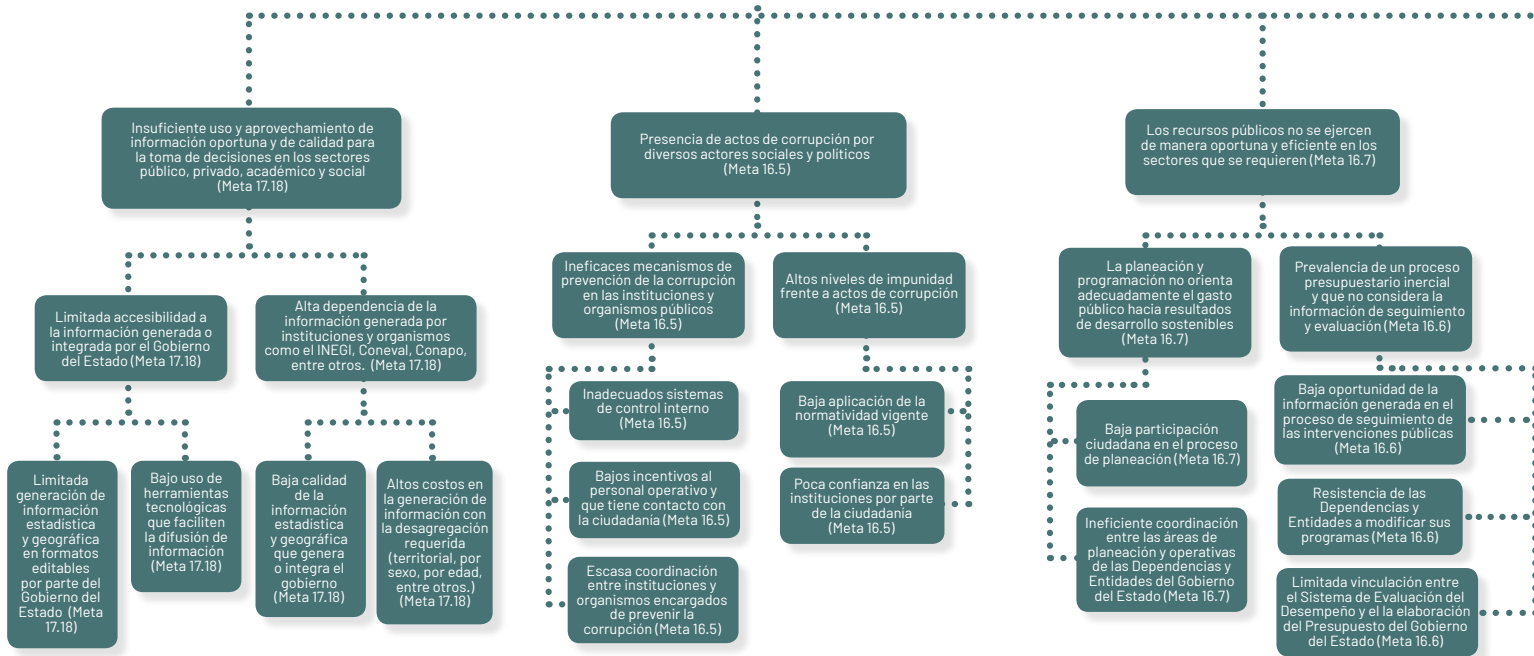 Insuficiente uso y aprovechamiento de
información oportuna y de calidad para
la toma de decisiones en los sectores
público, privado, académico y social
(Meta 17.18)
Limitada accesibilidad a
la información generada o
integrada por el Gobierno
del Estado (Meta 17.18)
Alta dependencia de la
información generada por
instituciones y organismos
como el INEGI, Coneval, Conapo,
entre otros. (Meta 17.18)
Limitada
generación de
información
estadística
y geográfica
en formatos
editables
por parte del
Gobierno del
Estado (Meta
17.18)
Bajo uso de
herramientas
tecnológicas
que faciliten
la difusión de
información
(Meta 17.18)
Baja calidad
de la
información
estadística
y geográfica
que genera
o integra el
gobierno
(Meta 17.18)
Altos costos en
la generación de
información con
la desagregación
requerida
(territorial, por
sexo, por edad,
entre otros.)
(Meta 17.18)
Presencia de actos de corrupción por
diversos actores sociales y políticos
(Meta 16.5)
Ineficaces mecanismos de
prevención de la corrupción
en las instituciones y
organismos públicos
(Meta 16.5)
Inadecuados sistemas
de control interno
(Meta 16.5)
Bajos incentivos al
personal operativo y
que tiene contacto con
la ciudadanía (Meta 16.5)
Escasa coordinación
entre instituciones y
organismos encargados
de prevenir la
corrupción (Meta 16.5)
Altos niveles de impunidad
frente a actos de corrupción
(Meta 16.5)
Baja aplicación de la
normatividad vigente
(Meta 16.5)
Poca confianza en las
instituciones por parte
de la ciudadanía
(Meta 16.5)
Los recursos públicos no se ejercen
de manera oportuna y eficiente en los
sectores que se requieren (Meta 16.7)
La planeación y
programación no orienta
adecuadamente el gasto
público hacia resultados
de desarrollo sostenibles
(Meta 16.7)
Baja participación
ciudadana en el proceso
de planeación (Meta 16.7)
Ineficiente coordinación
entre las áreas de
planeación y operativas
de las Dependencias y
Entidades del Gobierno
del Estado (Meta 16.7)
Prevalencia de un proceso
presupuestario inercial
y que no considera la
información de seguimiento
y evaluación (Meta 16.6)
Baja oportunidad de la
información generada en el
proceso de seguimiento de
las intervenciones públicas
(Meta 16.6)
Resistencia de las
Dependencias y
Entidades a modificar sus
programas (Meta 16.6)
Limitada vinculación entre
el Sistema de Evaluación del
Desempeño y el la elaboración
del Presupuesto del Gobierno
del Estado (Meta 16.6)